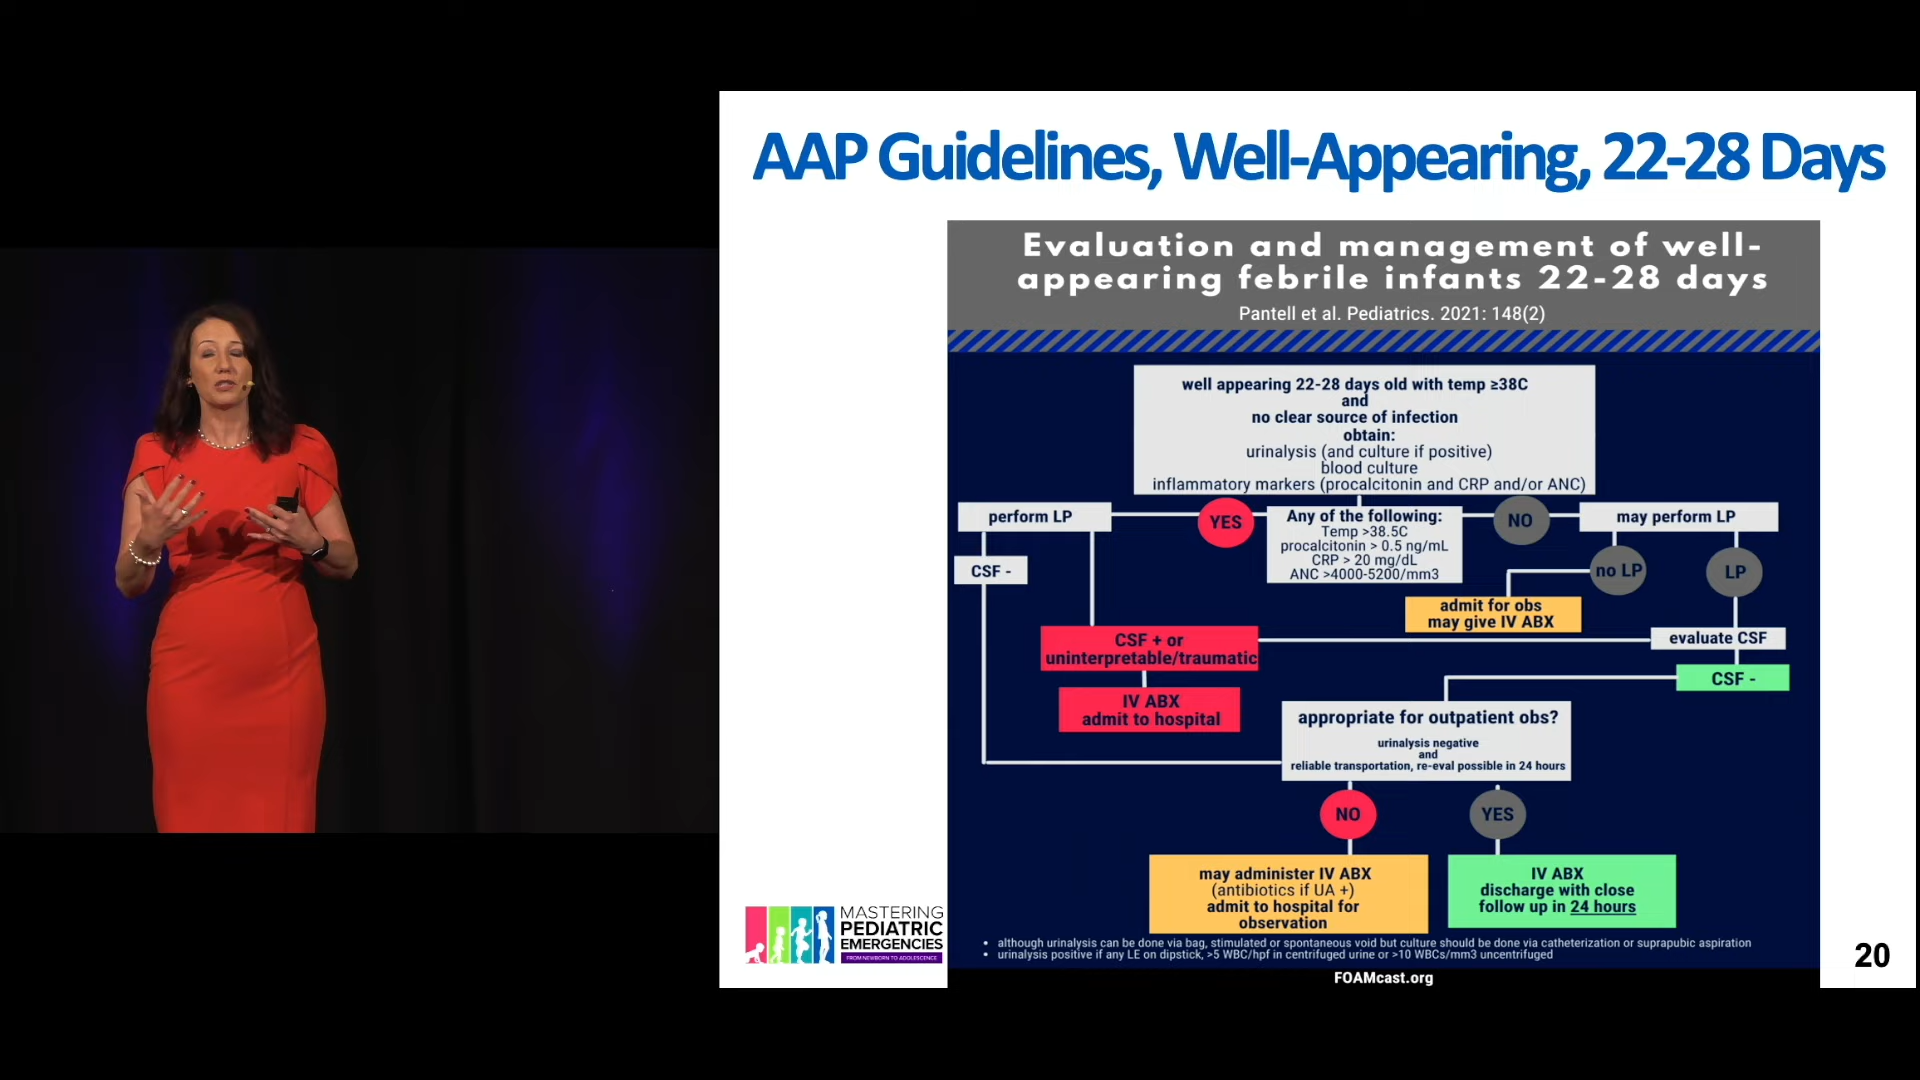 AAP Guidelines, Well-Appearing, 22-28 Days
Evaluation and management of well-
appearing febrile infants 22-28 days
Pantell et al. Pediatrics. 2021: 148(2)
well appearing 22-28 days old with temp ≥38C
and
no clear source of infection
obtain:
urinalysis (and culture if positive)
blood culture
inflammatory markers (procalcitonin and CRP and/or ANC)
perform LP
YES
Any of the following:
Temp >38.5C
procalcitonin > 0.5 ng/mL
CRP > 20 mg/dL
ANC >4000-5200/mm3
NO
may perform LP
CSF -
no LP
LP
admit for obs
may give IV ABX
CSF + or
uninterpretable/traumatic
evaluate CSF
CSF -
IV ABX
admit to hospital
appropriate for outpatient obs?
urinalysis negative
and
reliable transportation, re-eval possible in 24 hours
NO
YES
may administer IV ABX
(antibiotics if UA +)
admit to hospital for
observation
IV ABX
discharge with close
follow up in 24 hours
• although urinalysis can be done via bag, stimulated or spontaneous void but culture should be done via catheterization or suprapubic aspiration
• urinalysis positive if any LE on dipstick, >5 WBC/hpf in centrifuged urine or >10 WBCs/mm3 uncentrifuged
FOAMcast.org
MASTERING
PEDIATRIC
EMERGENCIES
FROM NEWBORN TO ADOLESCENCE
20